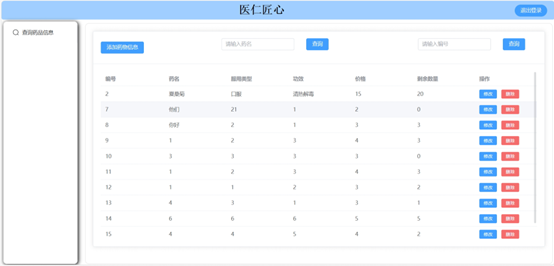 医仁匠心
退出登录
查询药品信息
添加药物信息 请输入药名 查询 请输入编号 查询
编号 药名 服用类型 功效 价格 剩余数量 操作
2 夏桑菊 口服 清热解毒 15 20 修改 删除
7 他们 21 1 2 0 修改 删除
8 你好 2 1 3 3 修改 删除
9 1 2 3 4 3 修改 删除
10 3 3 3 3 0 修改 删除
11 1 2 3 4 3 修改 删除
12 1 1 2 3 2 修改 删除
13 4 3 1 3 1 修改 删除
14 6 6 6 5 5 修改 删除
15 4 4 5 4 2 修改 删除